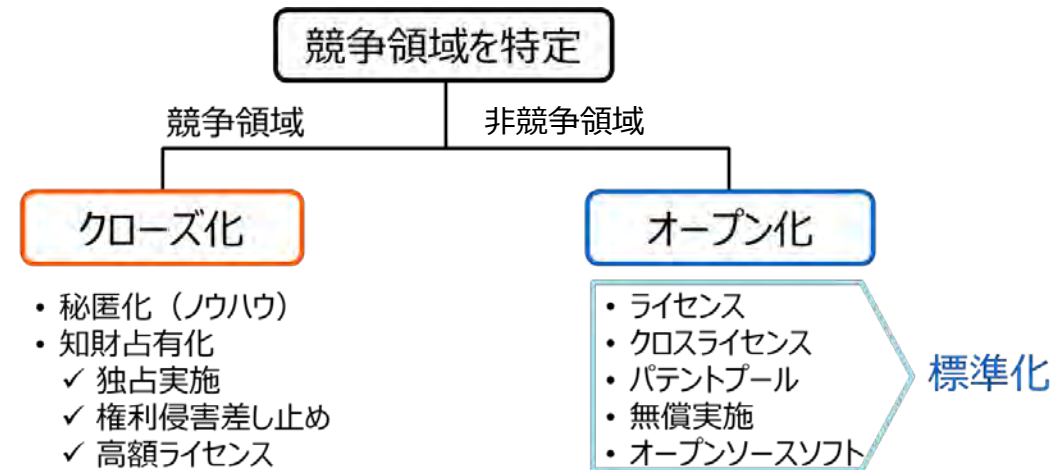 競争領域を特定
競争領域
非競争領域
クローズ化
オープン化
• 秘匿化（ノウハウ）
• 知財占有化
✓ 独占実施
✓ 権利侵害差し止め
✓ 高額ライセンス
• ライセンス
• クロスライセンス
• パテントプール
• 無償実施
• オープンソースソフト
標準化